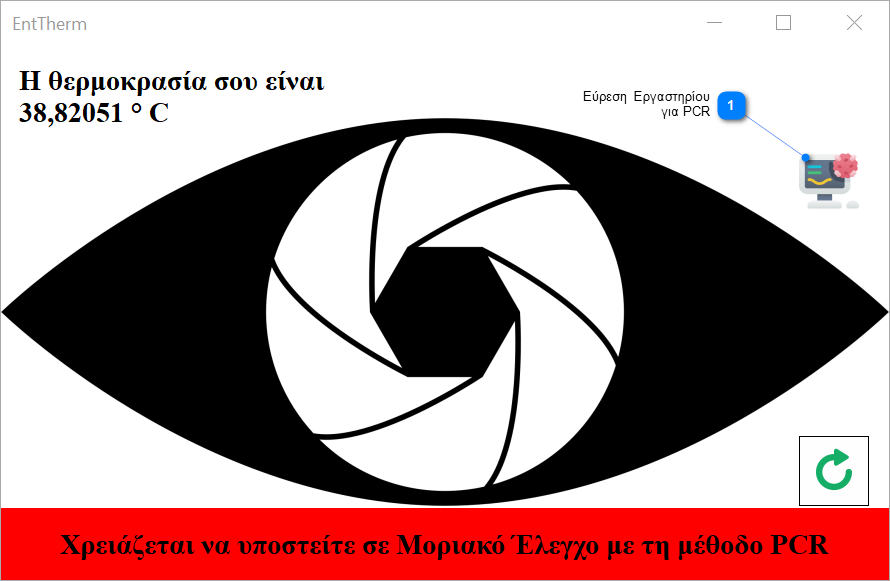 EntTherm
Η θερμοκρασία σου είναι
38,82051 ° C
Εύρεση Εργαστηρίου
για PCR
1
Χρειάζεται να υποστείτε σε Μοριακό Έλεγχο με τη μέθοδο PCR